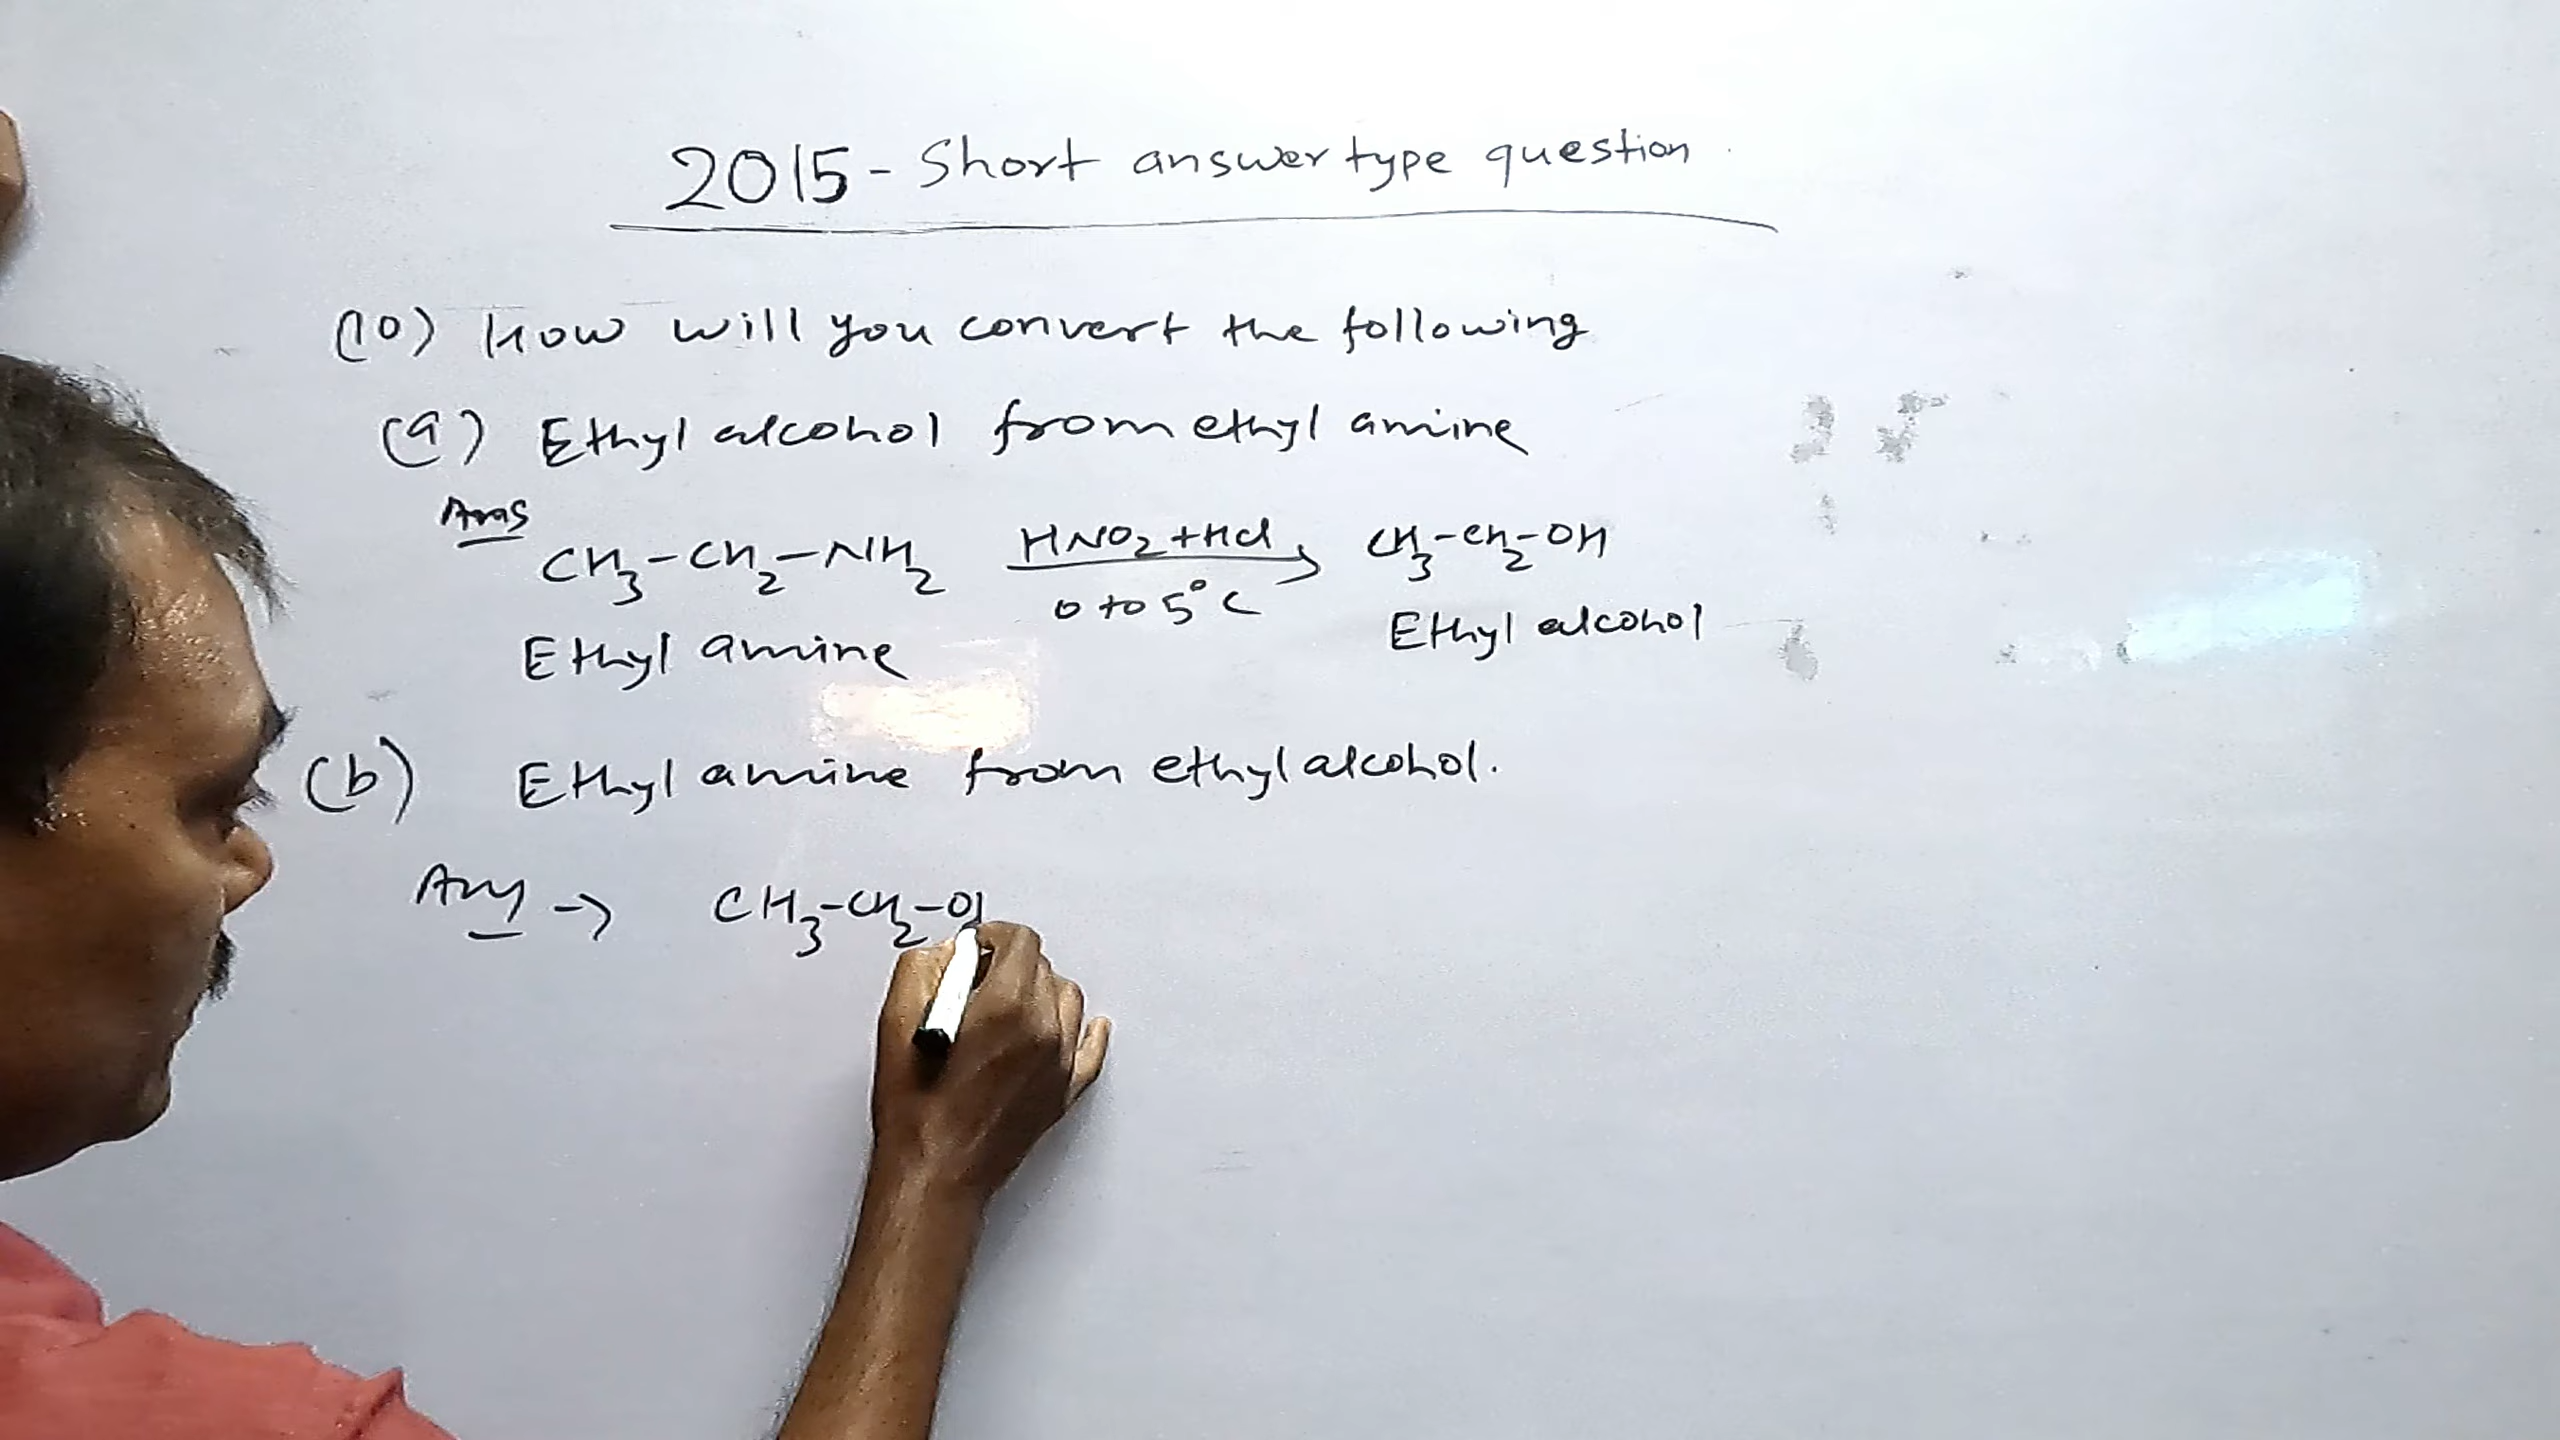 2015 - Short answer type question
(10) How will you convert the following
(a) Ethyl alcohol from ethyl amine
Ans
CH3-CH2-NH2 HNO2+HCl CH3-CH2-OH
0 to 5°C
Ethyl amine Ethyl alcohol
(b) Ethyl amine from ethyl alcohol.
Ans → CH3-CH2-O